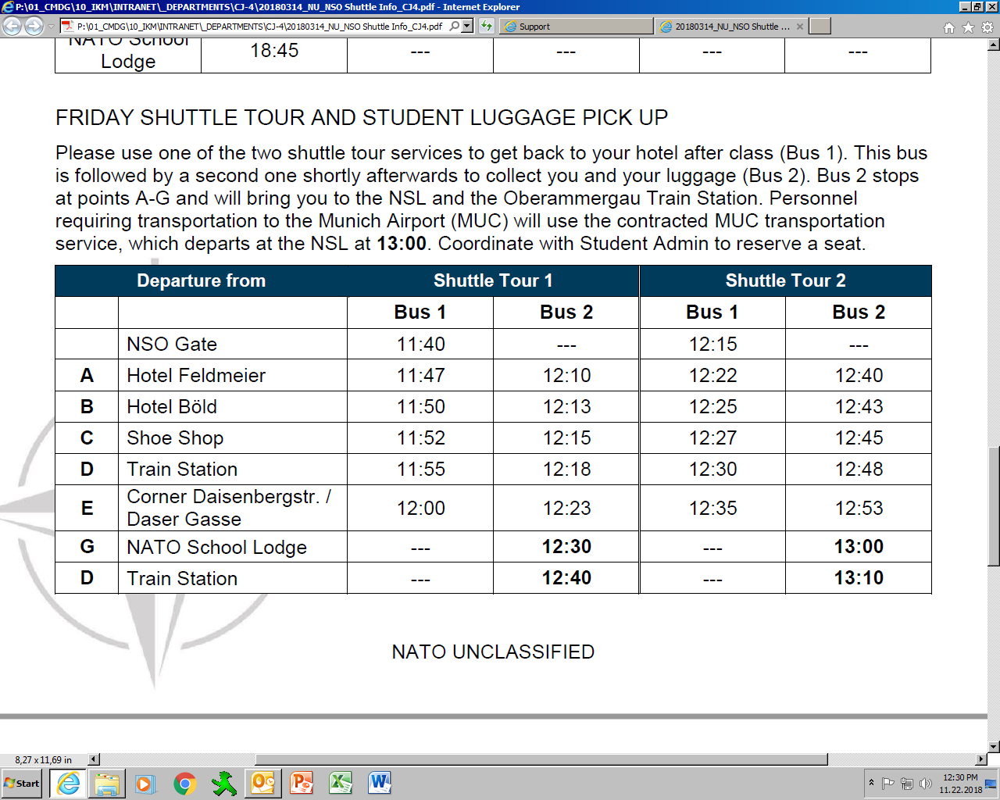 P:\01_CMDG\10_IKM\INTRANET\_DEPARTMENTS\CJ-4\20180314_NU_NSO Shuttle Info_CJ4.pdf - Internet Explorer
P:\01_CMDG\10_IKM\INTRANET\_DEPARTMENTS\CJ-4\20180314_NU_NSO Shuttle Info_CJ4.pdf Support 20180314_NU_NSO Shuttle ...
NATO School
Lodge 18:45 --- --- --- ---
FRIDAY SHUTTLE TOUR AND STUDENT LUGGAGE PICK UP
Please use one of the two shuttle tour services to get back to your hotel after class (Bus 1). This bus
is followed by a second one shortly afterwards to collect you and your luggage (Bus 2). Bus 2 stops
at points A-G and will bring you to the NSL and the Oberammergau Train Station. Personnel
requiring transportation to the Munich Airport (MUC) will use the contracted MUC transportation
service, which departs at the NSL at 13:00. Coordinate with Student Admin to reserve a seat.
Departure from Shuttle Tour 1 Shuttle Tour 2
Bus 1 Bus 2 Bus 1 Bus 2
NSO Gate 11:40 --- 12:15 ---
A Hotel Feldmeier 11:47 12:10 12:22 12:40
B Hotel Böld 11:50 12:13 12:25 12:43
C Shoe Shop 11:52 12:15 12:27 12:45
D Train Station 11:55 12:18 12:30 12:48
E Corner Daisenbergstr. /
Daser Gasse 12:00 12:23 12:35 12:53
G NATO School Lodge --- 12:30 --- 13:00
D Train Station --- 12:40 --- 13:10
NATO UNCLASSIFIED
8,27 x 11,69 in
Start 12:30 PM
11.22.2018